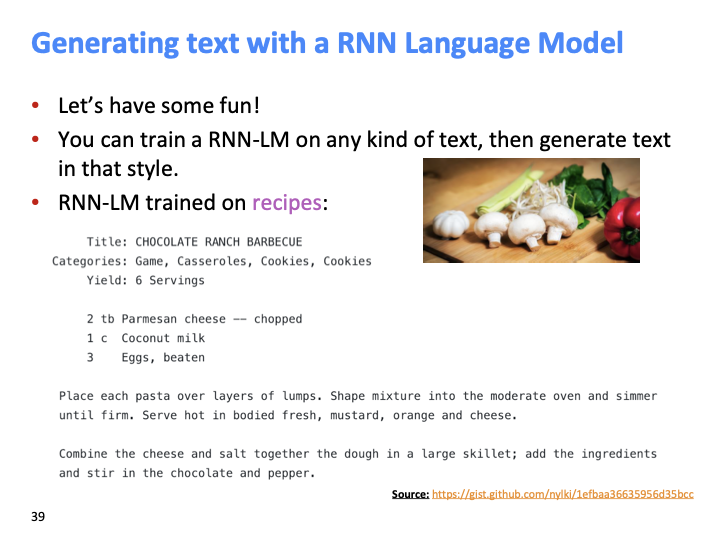 Generating text with a RNN Language Model
• Let's have some fun!
• You can train a RNN-LM on any kind of text, then generate text
in that style.
• RNN-LM trained on recipes:
Title: CHOCOLATE RANCH BARBECUE
Categories: Game, Casseroles, Cookies, Cookies
Yield: 6 Servings
2 tb Parmesan cheese -- chopped
1 c Coconut milk
3 Eggs, beaten
Place each pasta over layers of lumps. Shape mixture into the moderate oven and simmer
until firm. Serve hot in bodied fresh, mustard, orange and cheese.
Combine the cheese and salt together the dough in a large skillet; add the ingredients
and stir in the chocolate and pepper.
Source: https://gist.github.com/nylki/1efbaa36635956d35bcc
39